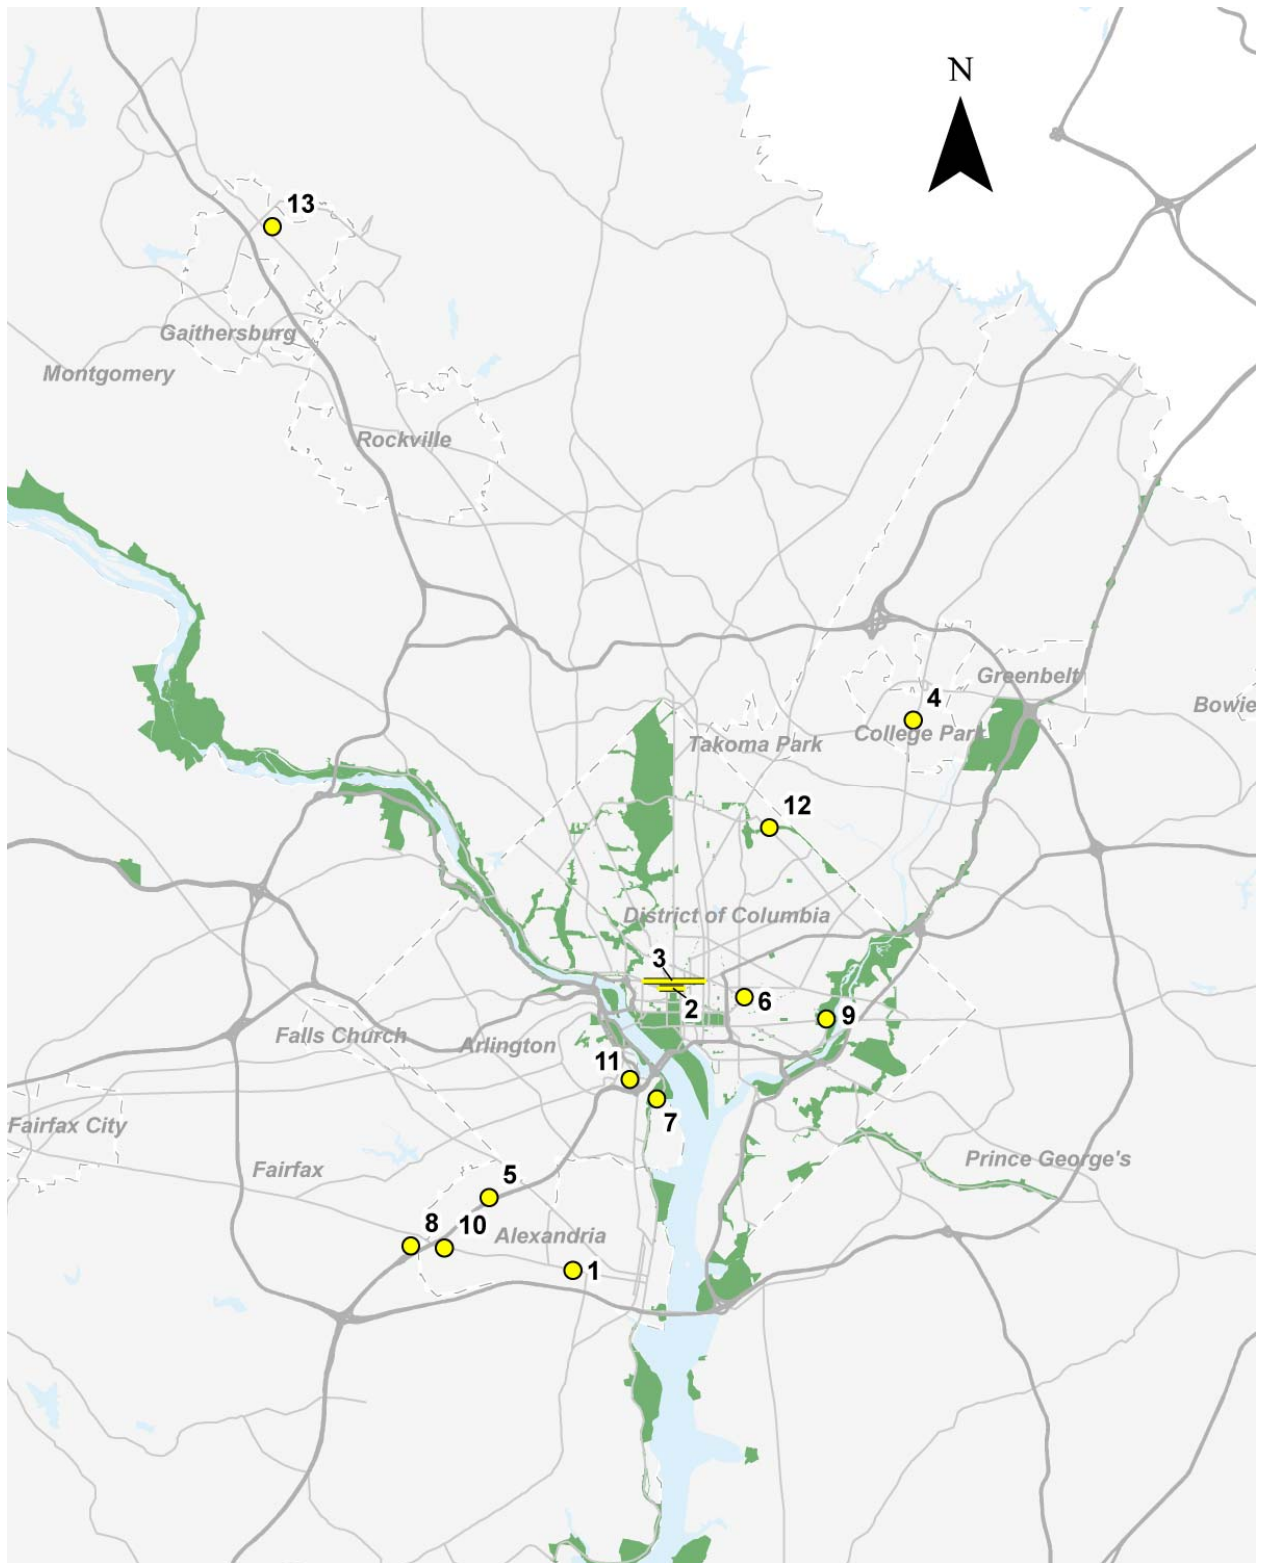 N
13
Gaithersburg
Montgomery
Rockville
Greenbelt
4
Bowie
College Park
Takoma Park
12
District of Columbia
3
2
6
9
Falls Church
Arlington
11
7
Fairfax City
Fairfax
Prince George's
5
8
10
Alexandria
1